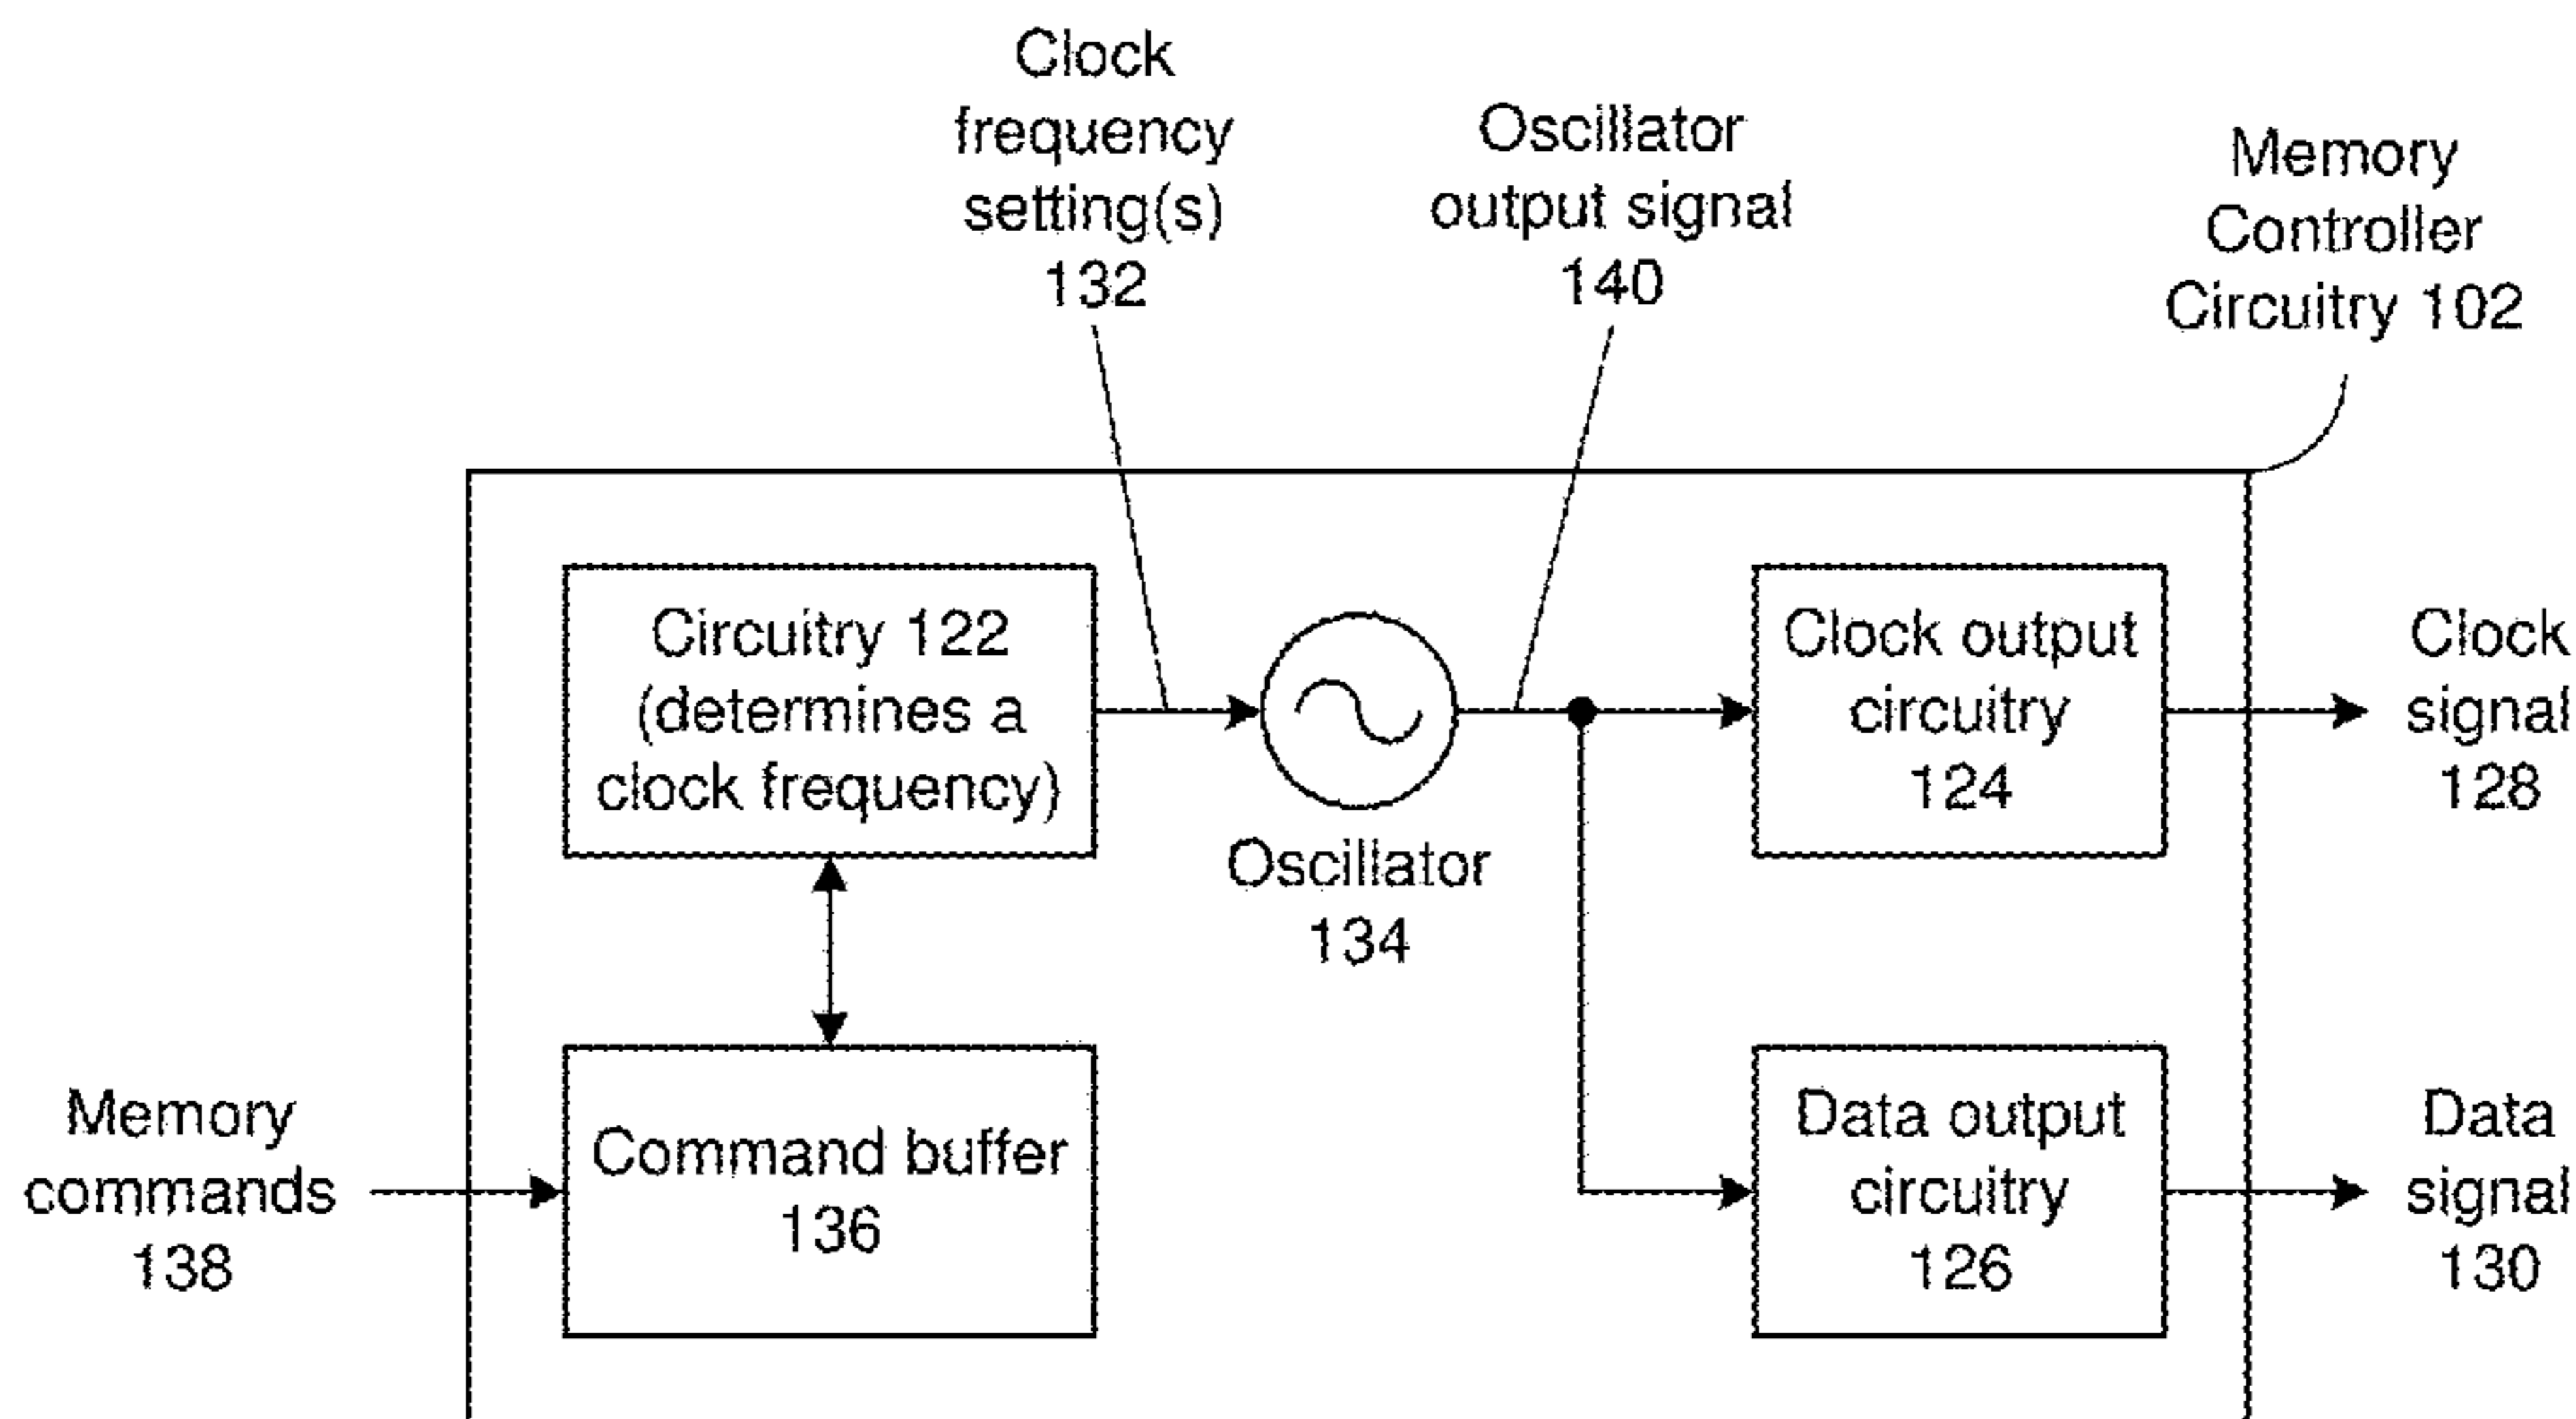 Clock
frequency
setting(s)
132
Oscillator
output signal
140
Memory
Controller
Circuitry 102
Circuitry 122
(determines a
clock frequency)
Oscillator
134
Clock output
circuitry
124
Clock
signal
128
Memory
commands
138
Command buffer
136
Data output
circuitry
126
Data
signal
130